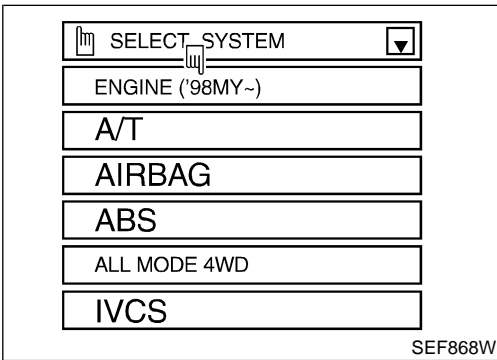 SELECT SYSTEM
ENGINE ('98MY~)
A/T
AIRBAG
ABS
ALL MODE 4WD
IVCS
SEF868W